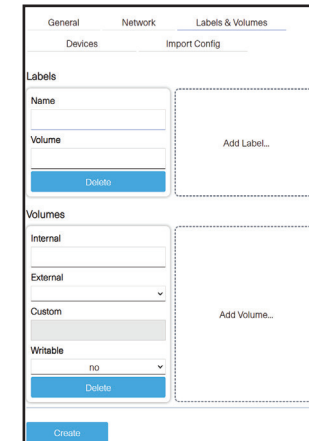 General Network Labels & Volumes
Devices Import Config
Labels
Name
Volume
Delete
Add Label...
Volumes
Internal
External
Custom
Writable
no
Delete
Add Volume...
Create